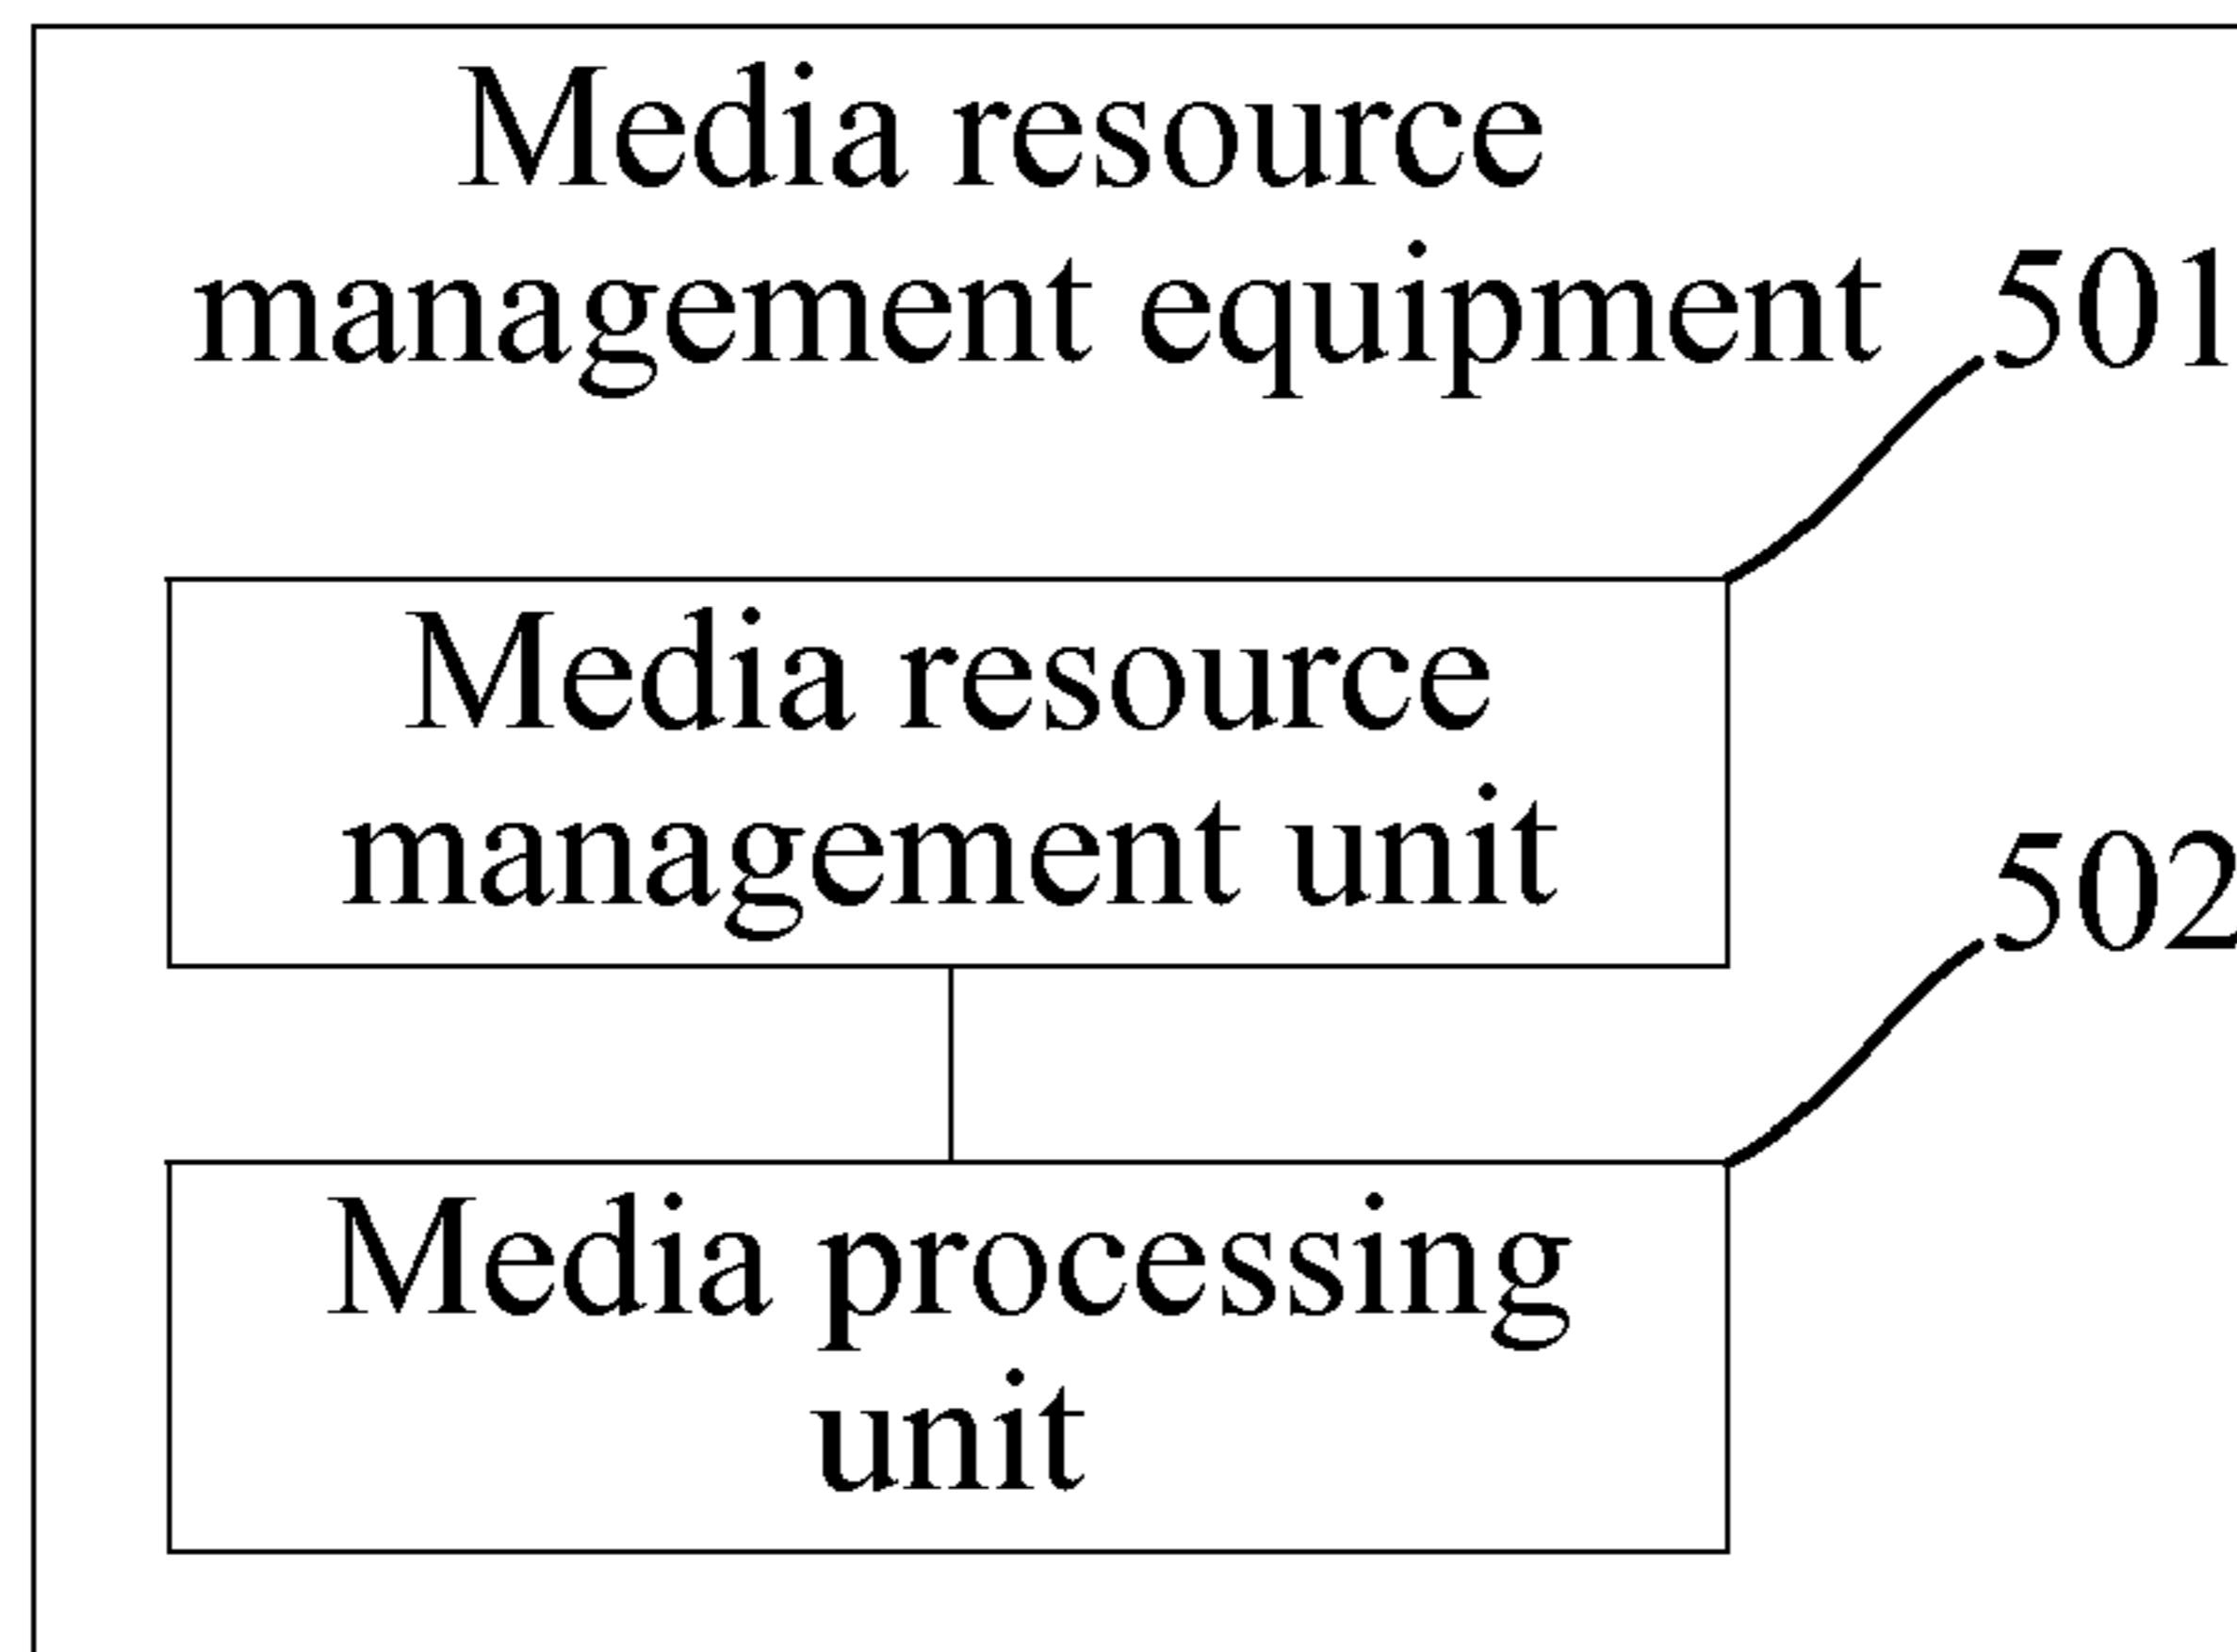 Media resource
management equipment
501
Media resource
management unit
502
Media processing
unit